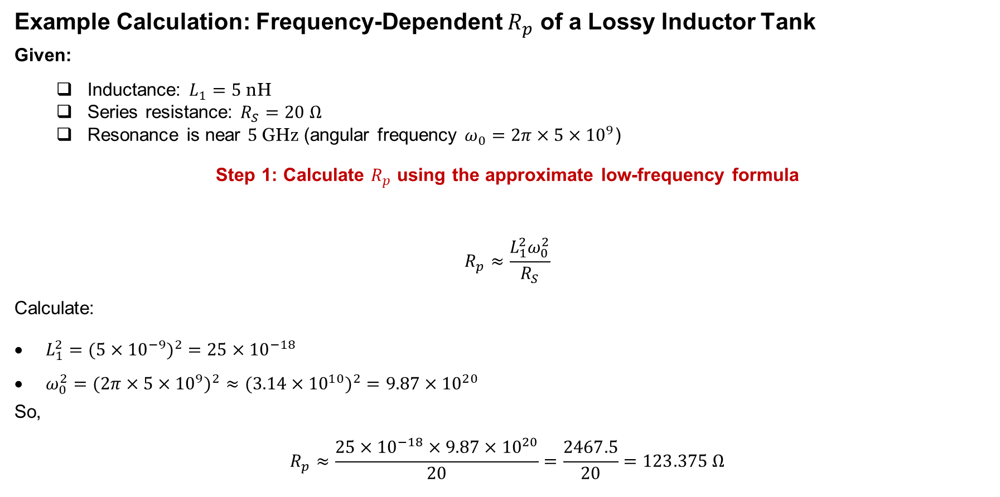 Example Calculation: Frequency-Dependent R_p of a Lossy Inductor Tank
Given:
❑ Inductance: L_1 = 5 nH
❑ Series resistance: R_S = 20 Ω
❑ Resonance is near 5 GHz (angular frequency ω_0 = 2π × 5 × 10^9)
Step 1: Calculate R_p using the approximate low-frequency formula
R_p ≈ \frac{L_1^2 ω_0^2}{R_S}
Calculate:
• L_1^2 = (5 × 10^{−9})^2 = 25 × 10^{−18}
• ω_0^2 = (2π × 5 × 10^9)^2 ≈ (3.14 × 10^{10})^2 = 9.87 × 10^{20}
So,
R_p ≈ \frac{25 × 10^{−18} × 9.87 × 10^{20}}{20} = \frac{2467.5}{20} = 123.375 Ω